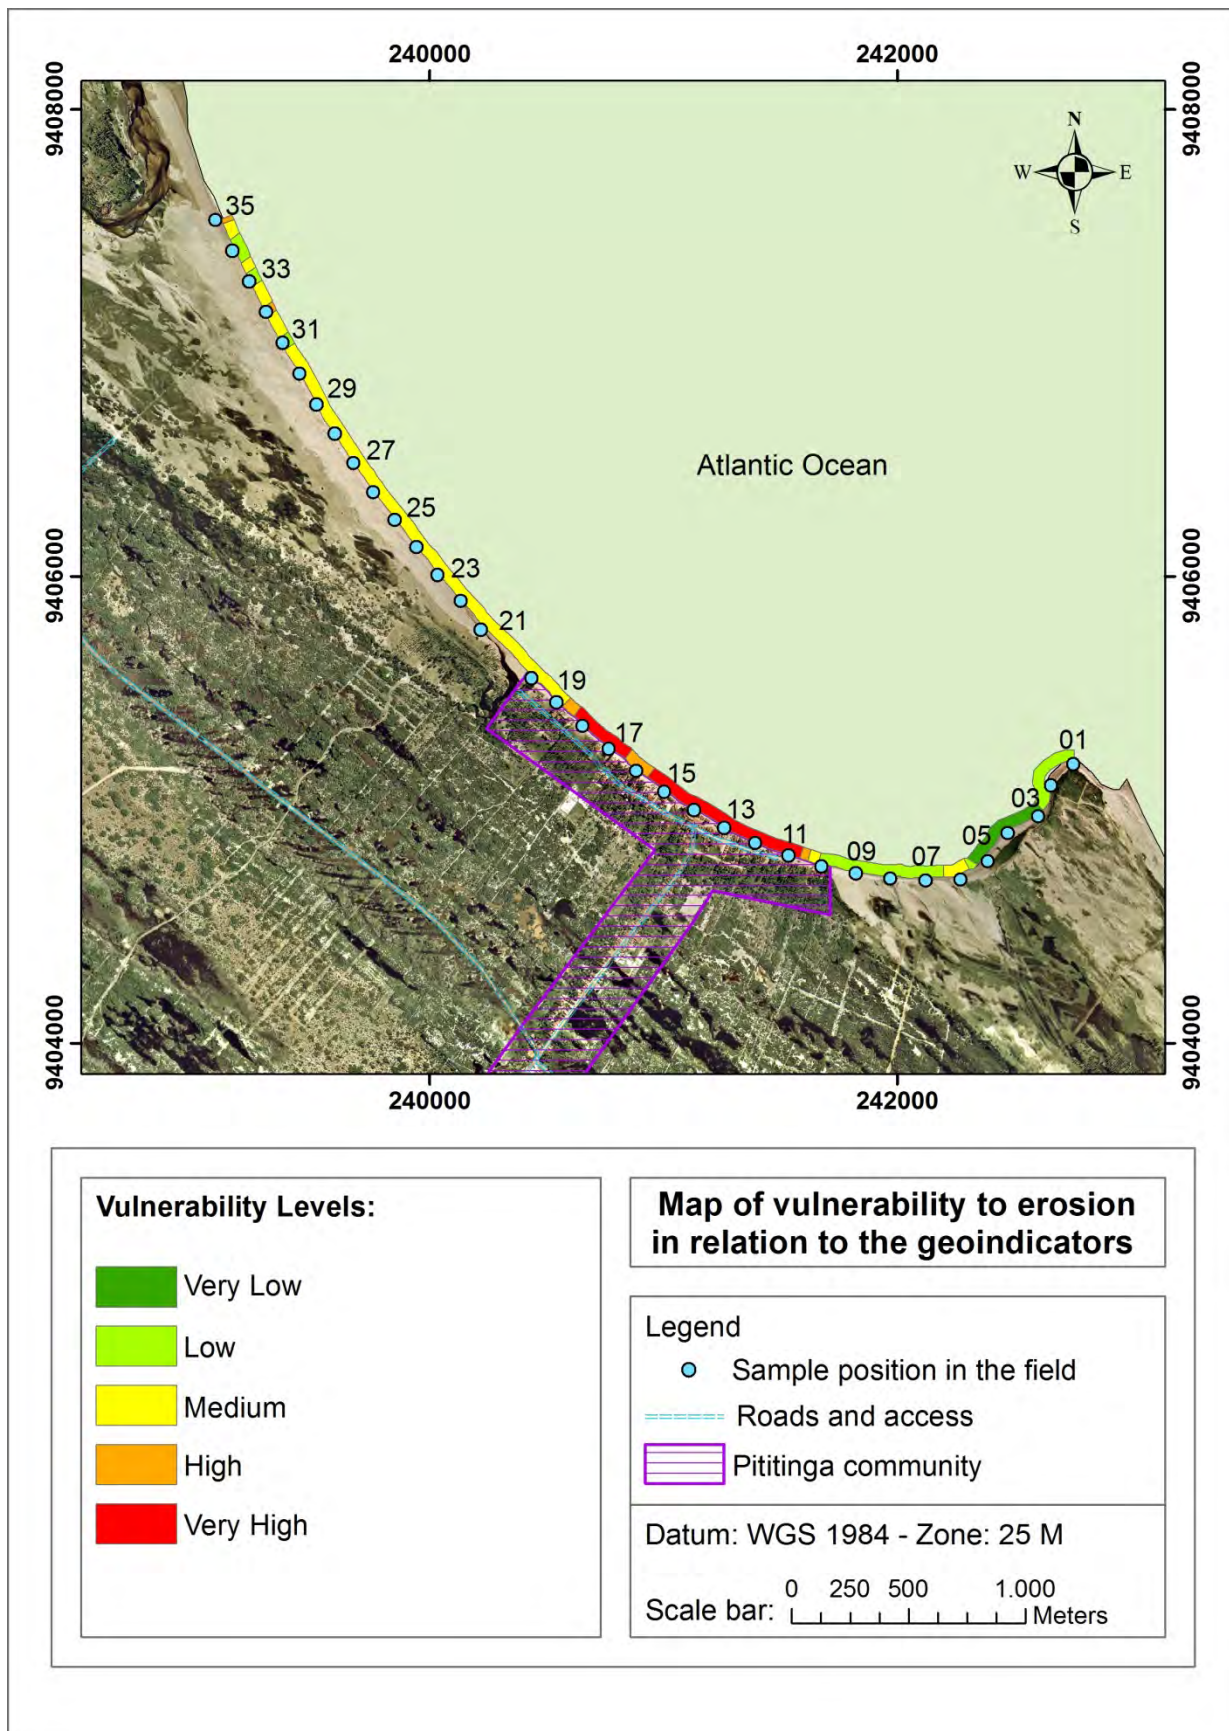 240000
242000
9408000
9408000
N
W
E
S
35
33
31
29
27
Atlantic Ocean
25
9406000
9406000
23
21
19
17
01
15
03
13
05
11
09
07
9404000
9404000
240000
242000
Vulnerability Levels:
Very Low
Low
Medium
High
Very High
Map of vulnerability to erosion
in relation to the geoindicators
Legend
Sample position in the field
Roads and access
Pititinga community
Datum: WGS 1984 - Zone: 25 M
0 250 500 1.000
Scale bar: Meters